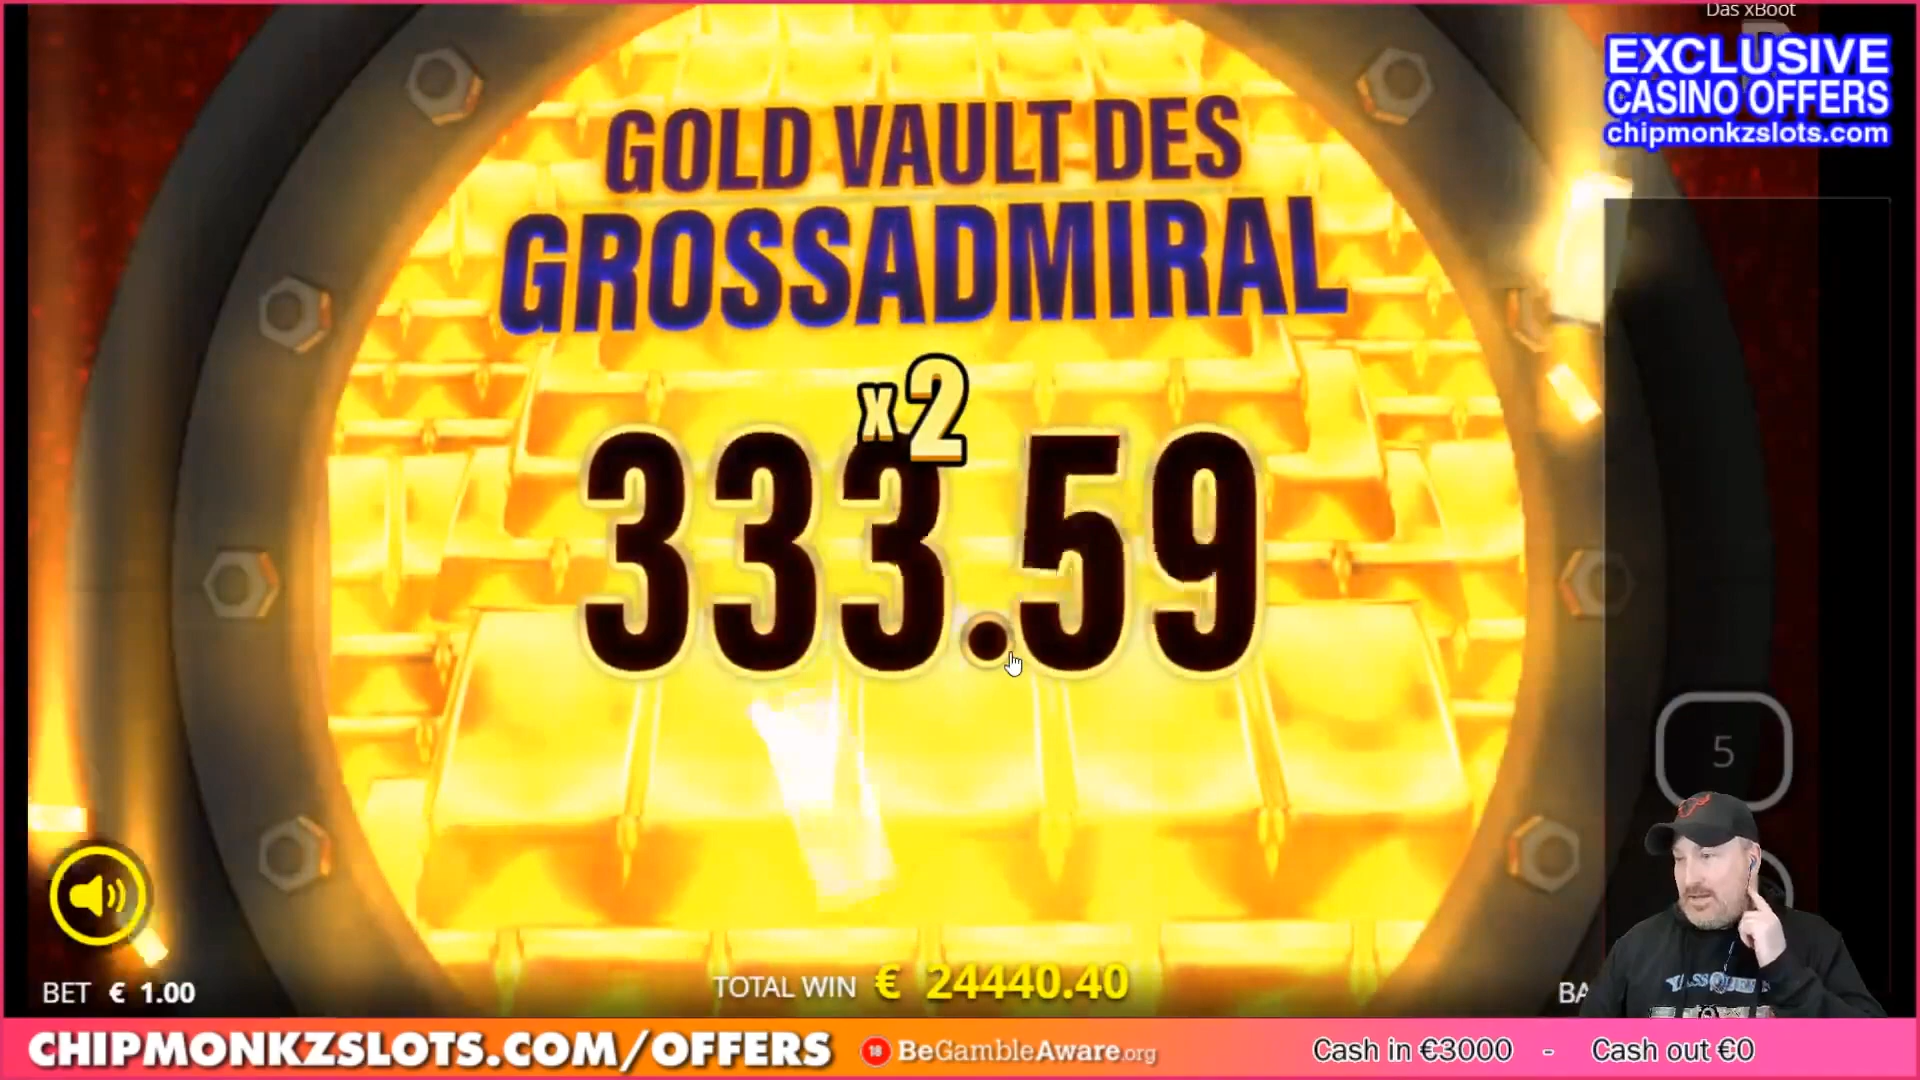 Das xBoot
EXCLUSIVE
CASINO OFFERS
chipmonkzslots.com
GOLD VAULT DES
GROSSADMIRAL
x2
333.59
5
BET € 1.00
TOTAL WIN € 24440.40
BA
CHIPMONKZSLOTS.COM/OFFERS
18 BeGambleAware.org
Cash in €3000 - Cash out €0